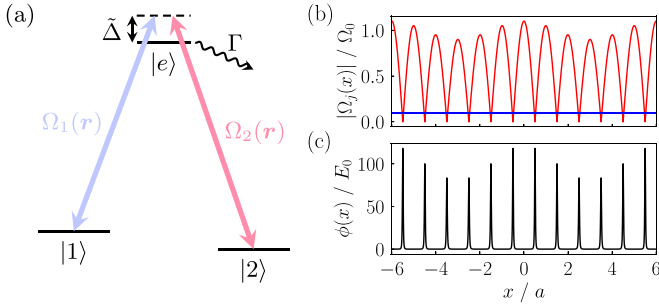 (a)
Δ̃
Γ
|e⟩
Ω₁(r)
Ω₂(r)
|1⟩
|2⟩
(b)
|Ωⱼ(x)| / Ω₀
1.0
0.5
0.0
(c)
ϕ(x) / E₀
100
50
0
−6 −4 −2 0 2 4 6
x / a